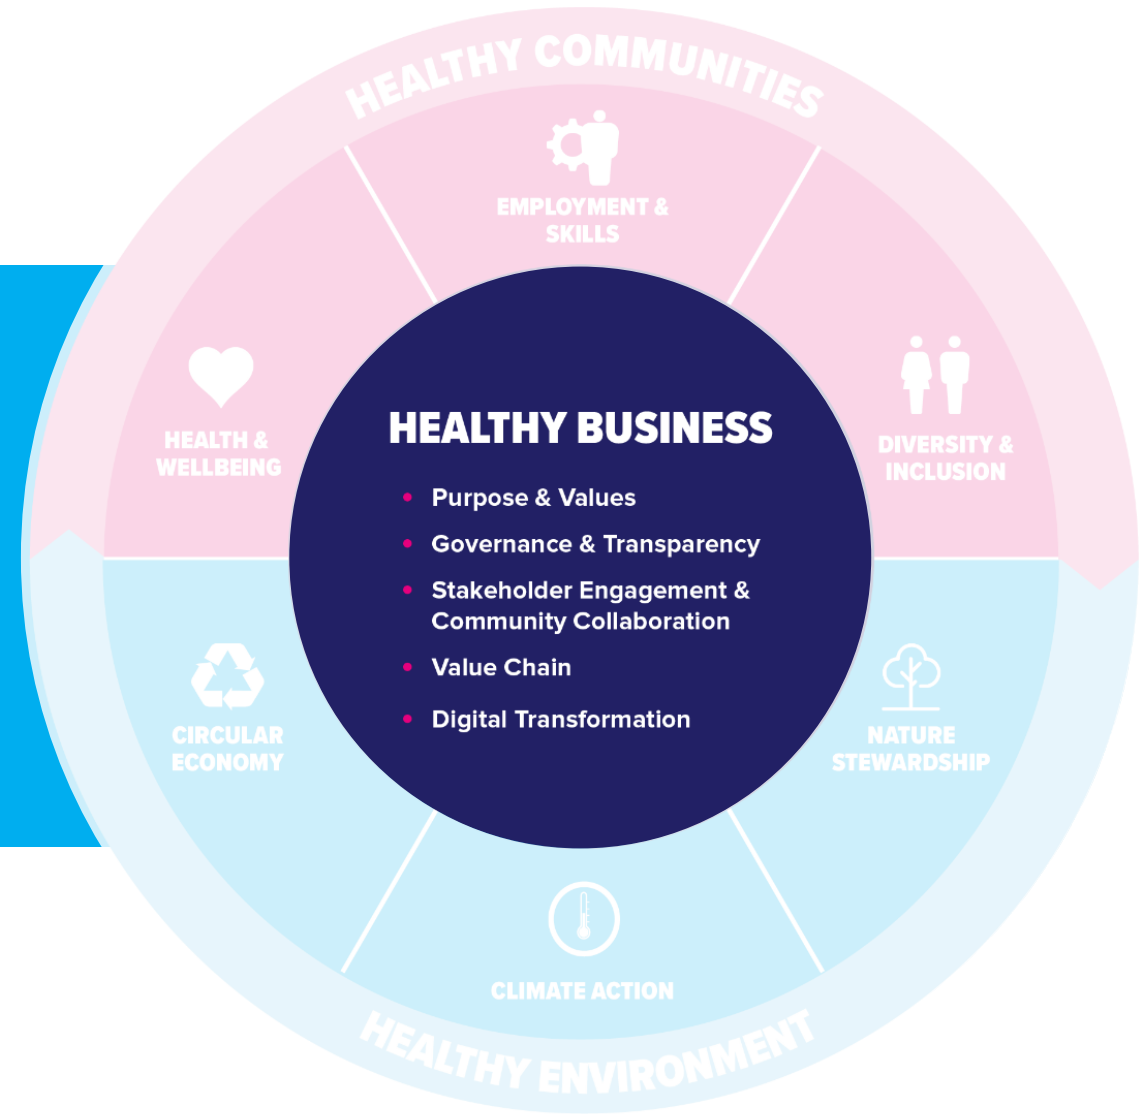 HEALTHY COMMUNITIES
EMPLOYMENT &
SKILLS
HEALTH &
WELLBEING
DIVERSITY &
INCLUSION
HEALTHY BUSINESS
• Purpose & Values
• Governance & Transparency
• Stakeholder Engagement &
Community Collaboration
• Value Chain
• Digital Transformation
CIRCULAR
ECONOMY
NATURE
STEWARDSHIP
CLIMATE ACTION
HEALTHY ENVIRONMENT